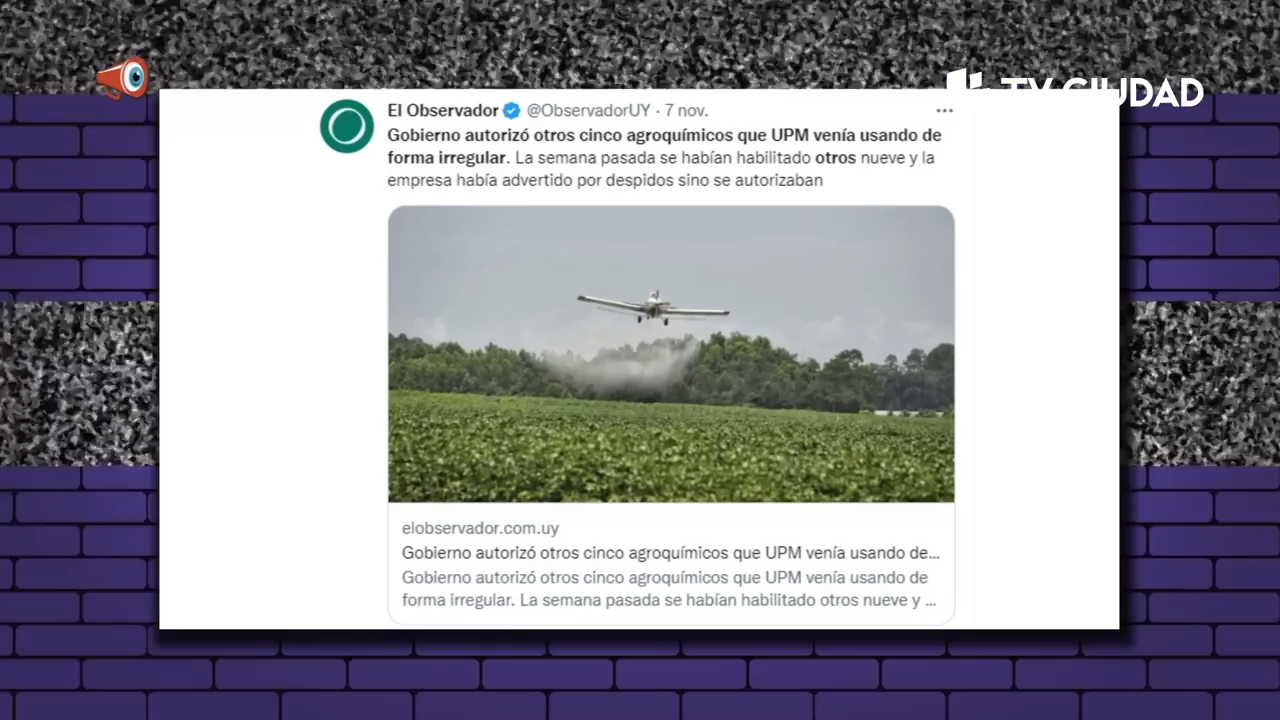 TV CIUDAD
El Observador @ObservadorUY · 7 nov.
Gobierno autorizó otros cinco agroquímicos que UPM venía usando de
forma irregular. La semana pasada se habían habilitado otros nueve y la
empresa había advertido por despidos sino se autorizaban
elobservador.com.uy
Gobierno autorizó otros cinco agroquímicos que UPM venía usando de...
Gobierno autorizó otros cinco agroquímicos que UPM venía usando de
forma irregular. La semana pasada se habían habilitado otros nueve y ...